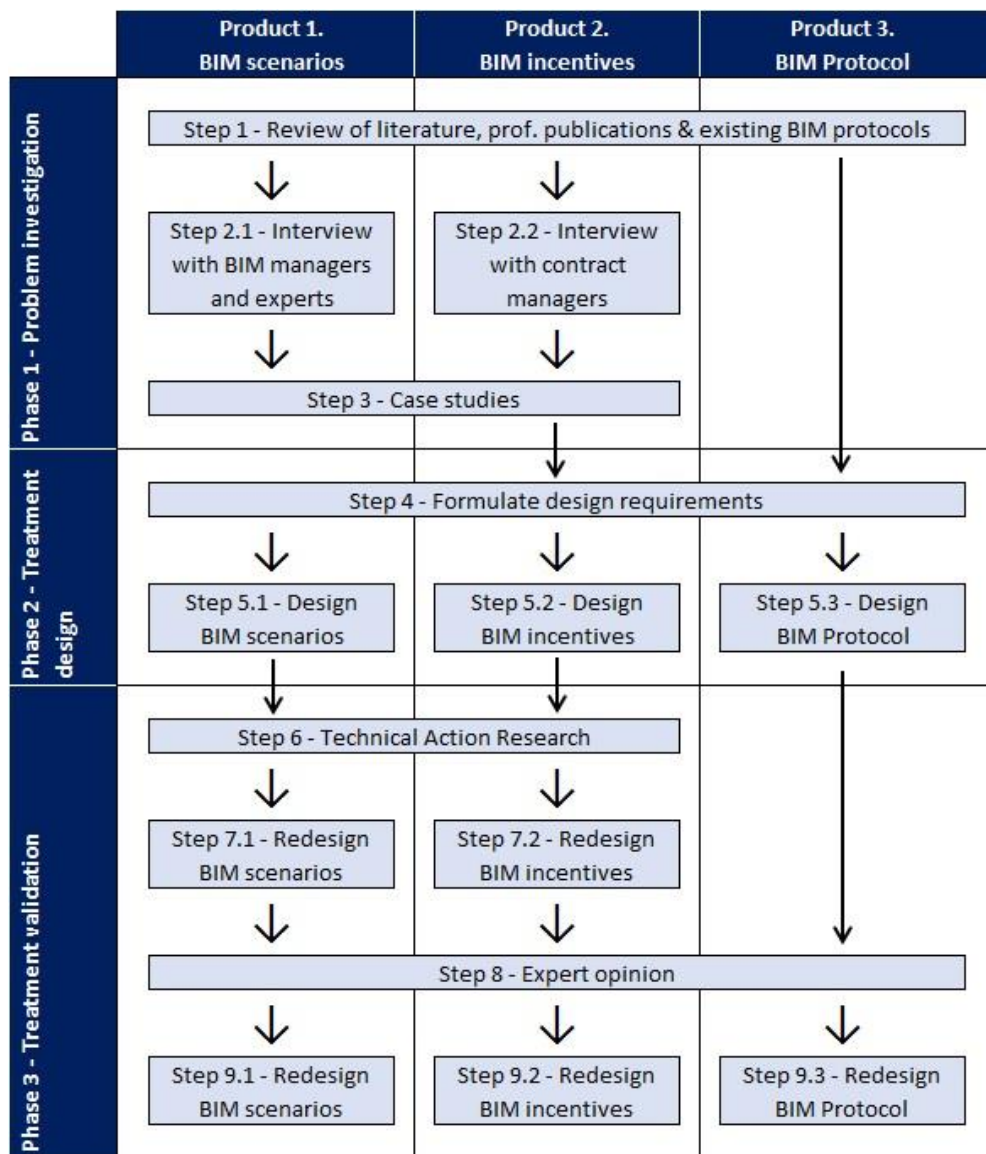 Product 1.
BIM scenarios
Product 2.
BIM incentives
Product 3.
BIM Protocol
Phase 1 - Problem investigation
Step 1 - Review of literature, prof. publications & existing BIM protocols
Step 2.1 - Interview
with BIM managers
and experts
Step 2.2 - Interview
with contract
managers
Step 3 - Case studies
Phase 2 - Treatment
design
Step 4 - Formulate design requirements
Step 5.1 - Design
BIM scenarios
Step 5.2 - Design
BIM incentives
Step 5.3 - Design
BIM Protocol
Phase 3 - Treatment validation
Step 6 - Technical Action Research
Step 7.1 - Redesign
BIM scenarios
Step 7.2 - Redesign
BIM incentives
Step 8 - Expert opinion
Step 9.1 - Redesign
BIM scenarios
Step 9.2 - Redesign
BIM incentives
Step 9.3 - Redesign
BIM Protocol